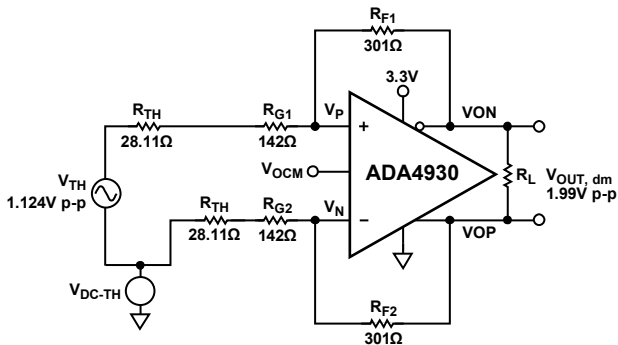 RF1
301Ω
3.3V
RTH
28.11Ω
RG1
142Ω
VP
+
VON
VTH
1.124V p-p
VOCM
ADA4930
RL
VOUT, dm
1.99V p-p
RTH
28.11Ω
RG2
142Ω
VN
–
VOP
VDC-TH
RF2
301Ω